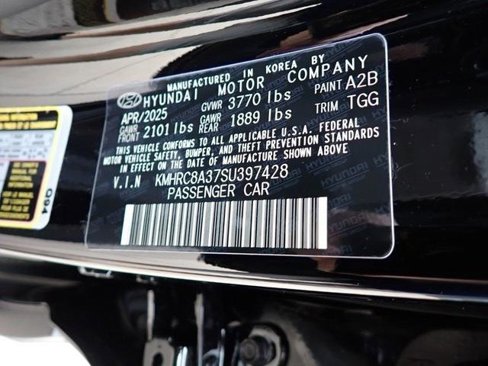 MANUFACTURED IN KOREA BY
HYUNDAI MOTOR COMPANY
APR/2025 GVWR 3770 lbs PAINT A2B
GAWR FRONT 2101 lbs GAWR REAR 1889 lbs TRIM TGG
THIS VEHICLE CONFORMS TO ALL APPLICABLE U.S.A. FEDERAL
MOTOR VEHICLE SAFETY, BUMPER, AND THEFT PREVENTION STANDARDS
IN EFFECT ON THE DATE OF MANUFACTURE SHOWN ABOVE.
V.I.N KMHRC8A37SU397428
PASSENGER CAR
G94